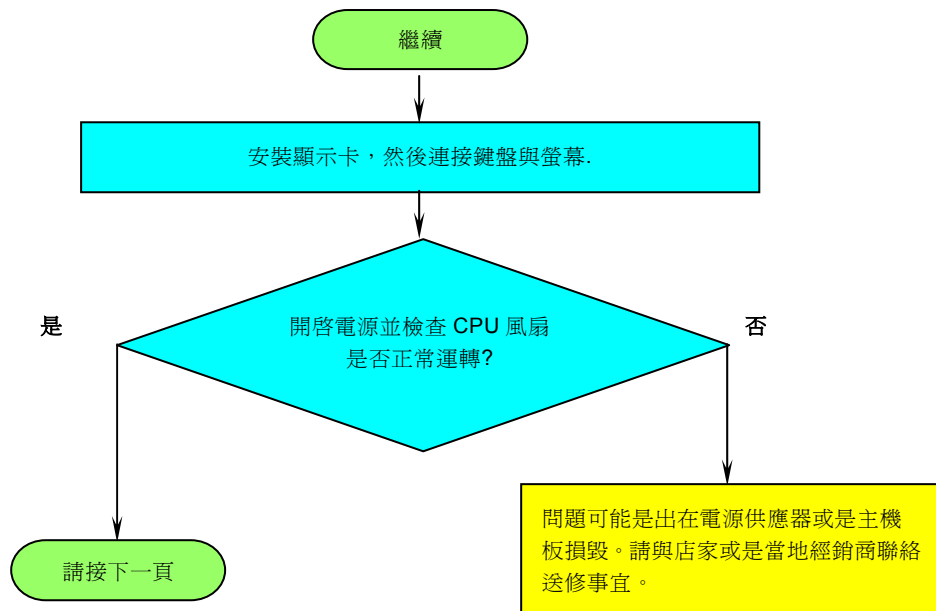 繼續
安裝顯示卡，然後連接鍵盤與螢幕.
是
否
開啓電源並檢查 CPU 風扇
是否正常運轉?
問題可能是出在電源供應器或是主機
板損毀。請與店家或是當地經銷商聯絡
送修事宜。
請接下一頁